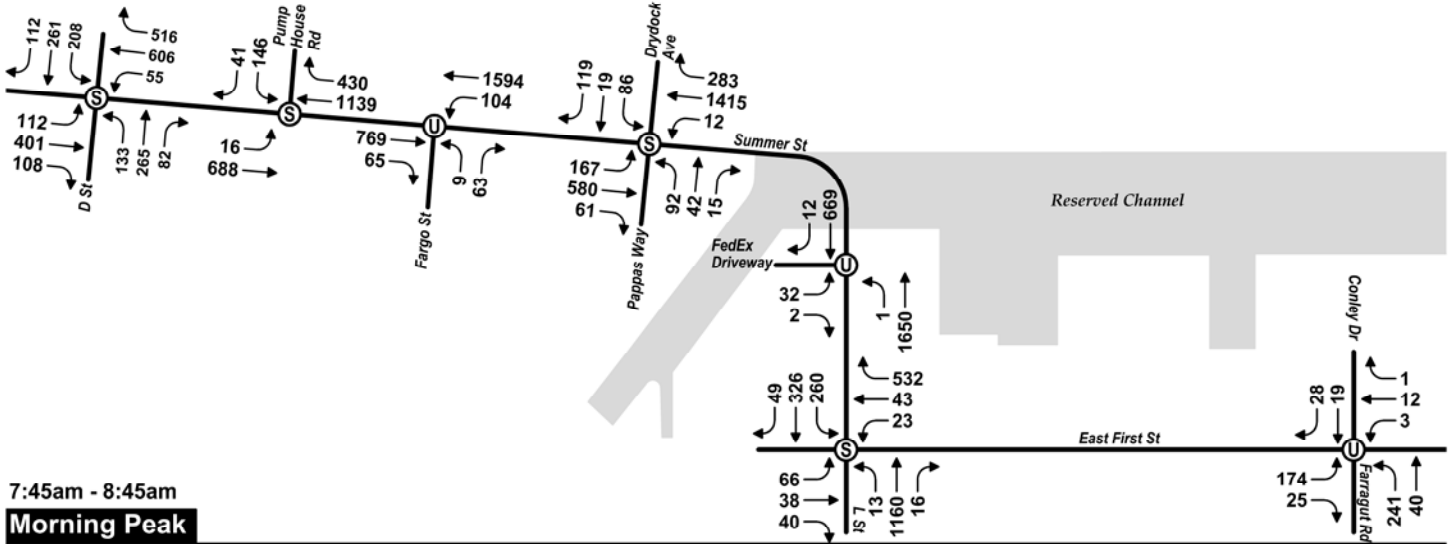 112
261
208
516
606
55
112
401
108
133
265
82
D St
S
Pump
House
Rd
41
146
430
1139
16
688
S
1594
104
769
65
9
63
Fargo St
U
Drydock
Ave
119
19
86
283
1415
12
167
580
61
92
42
15
Pappas Way
S
Summer St
Reserved Channel
12
669
FedEx
Driveway
U
32
2
1
1650
49
326
260
532
43
23
66
38
40
13
1160
16
L St
S
East First St
Conley Dr
28
19
1
12
3
174
25
241
40
Farragut Rd
U
7:45am - 8:45am
Morning Peak